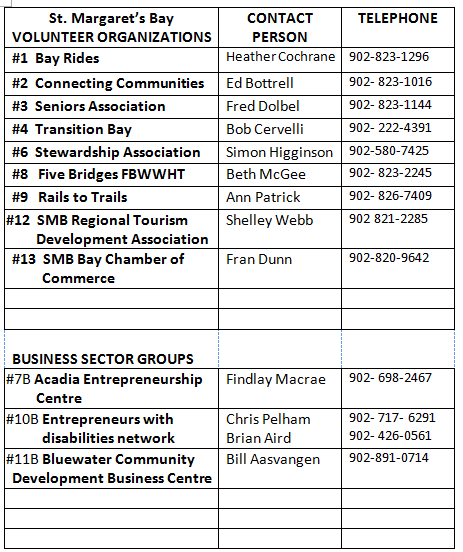 St. Margaret's Bay CONTACT TELEPHONE
VOLUNTEER ORGANIZATIONS PERSON
#1 Bay Rides Heather Cochrane 902-823-1296
#2 Connecting Communities Ed Bottrell 902- 823-1016
#3 Seniors Association Fred Dolbel 902- 823-1144
#4 Transition Bay Bob Cervelli 902- 222-4391
#6 Stewardship Association Simon Higginson 902-580-7425
#8 Five Bridges FBWWHT Beth McGee 902- 823-2245
#9 Rails to Trails Ann Patrick 902- 826-7409
#12 SMB Regional Tourism Shelley Webb 902 821-2285
Development Association
#13 SMB Bay Chamber of Fran Dunn 902-820-9642
Commerce
BUSINESS SECTOR GROUPS
#7B Acadia Entrepreneurship Findlay Macrae 902- 698-2467
Centre
#10B Entrepreneurs with Chris Pelham 902- 717- 6291
disabilities network Brian Aird 902- 426-0561
#11B Bluewater Community Bill Aasvangen 902-891-0714
Development Business Centre